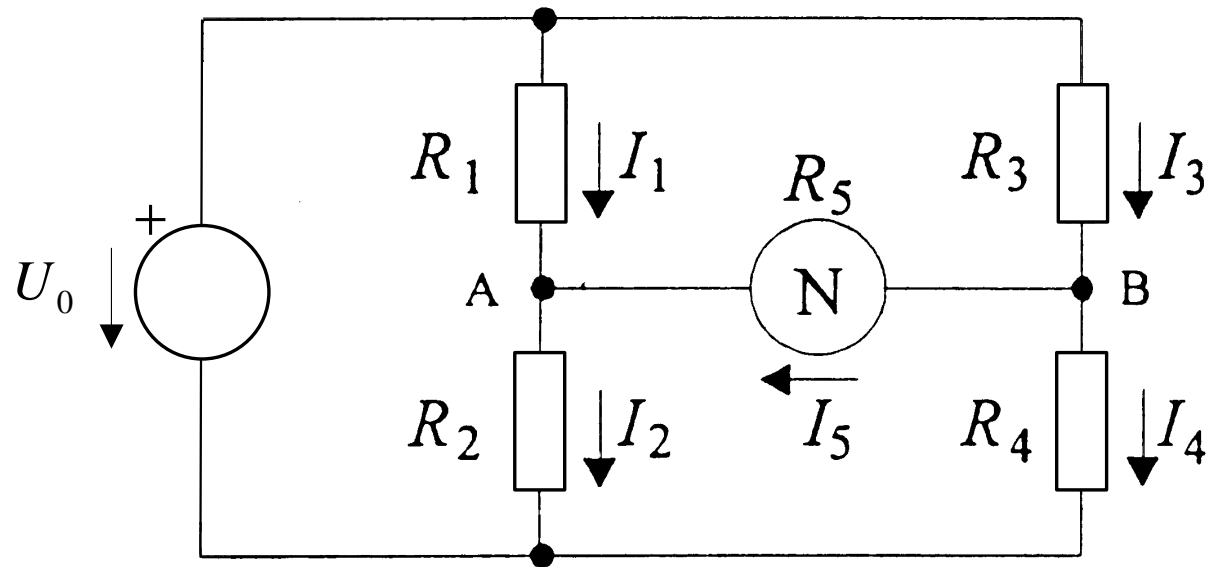 +
U₀
R₁ I₁ R₅ R₃ I₃
A N B
R₂ I₂ I₅ R₄ I₄